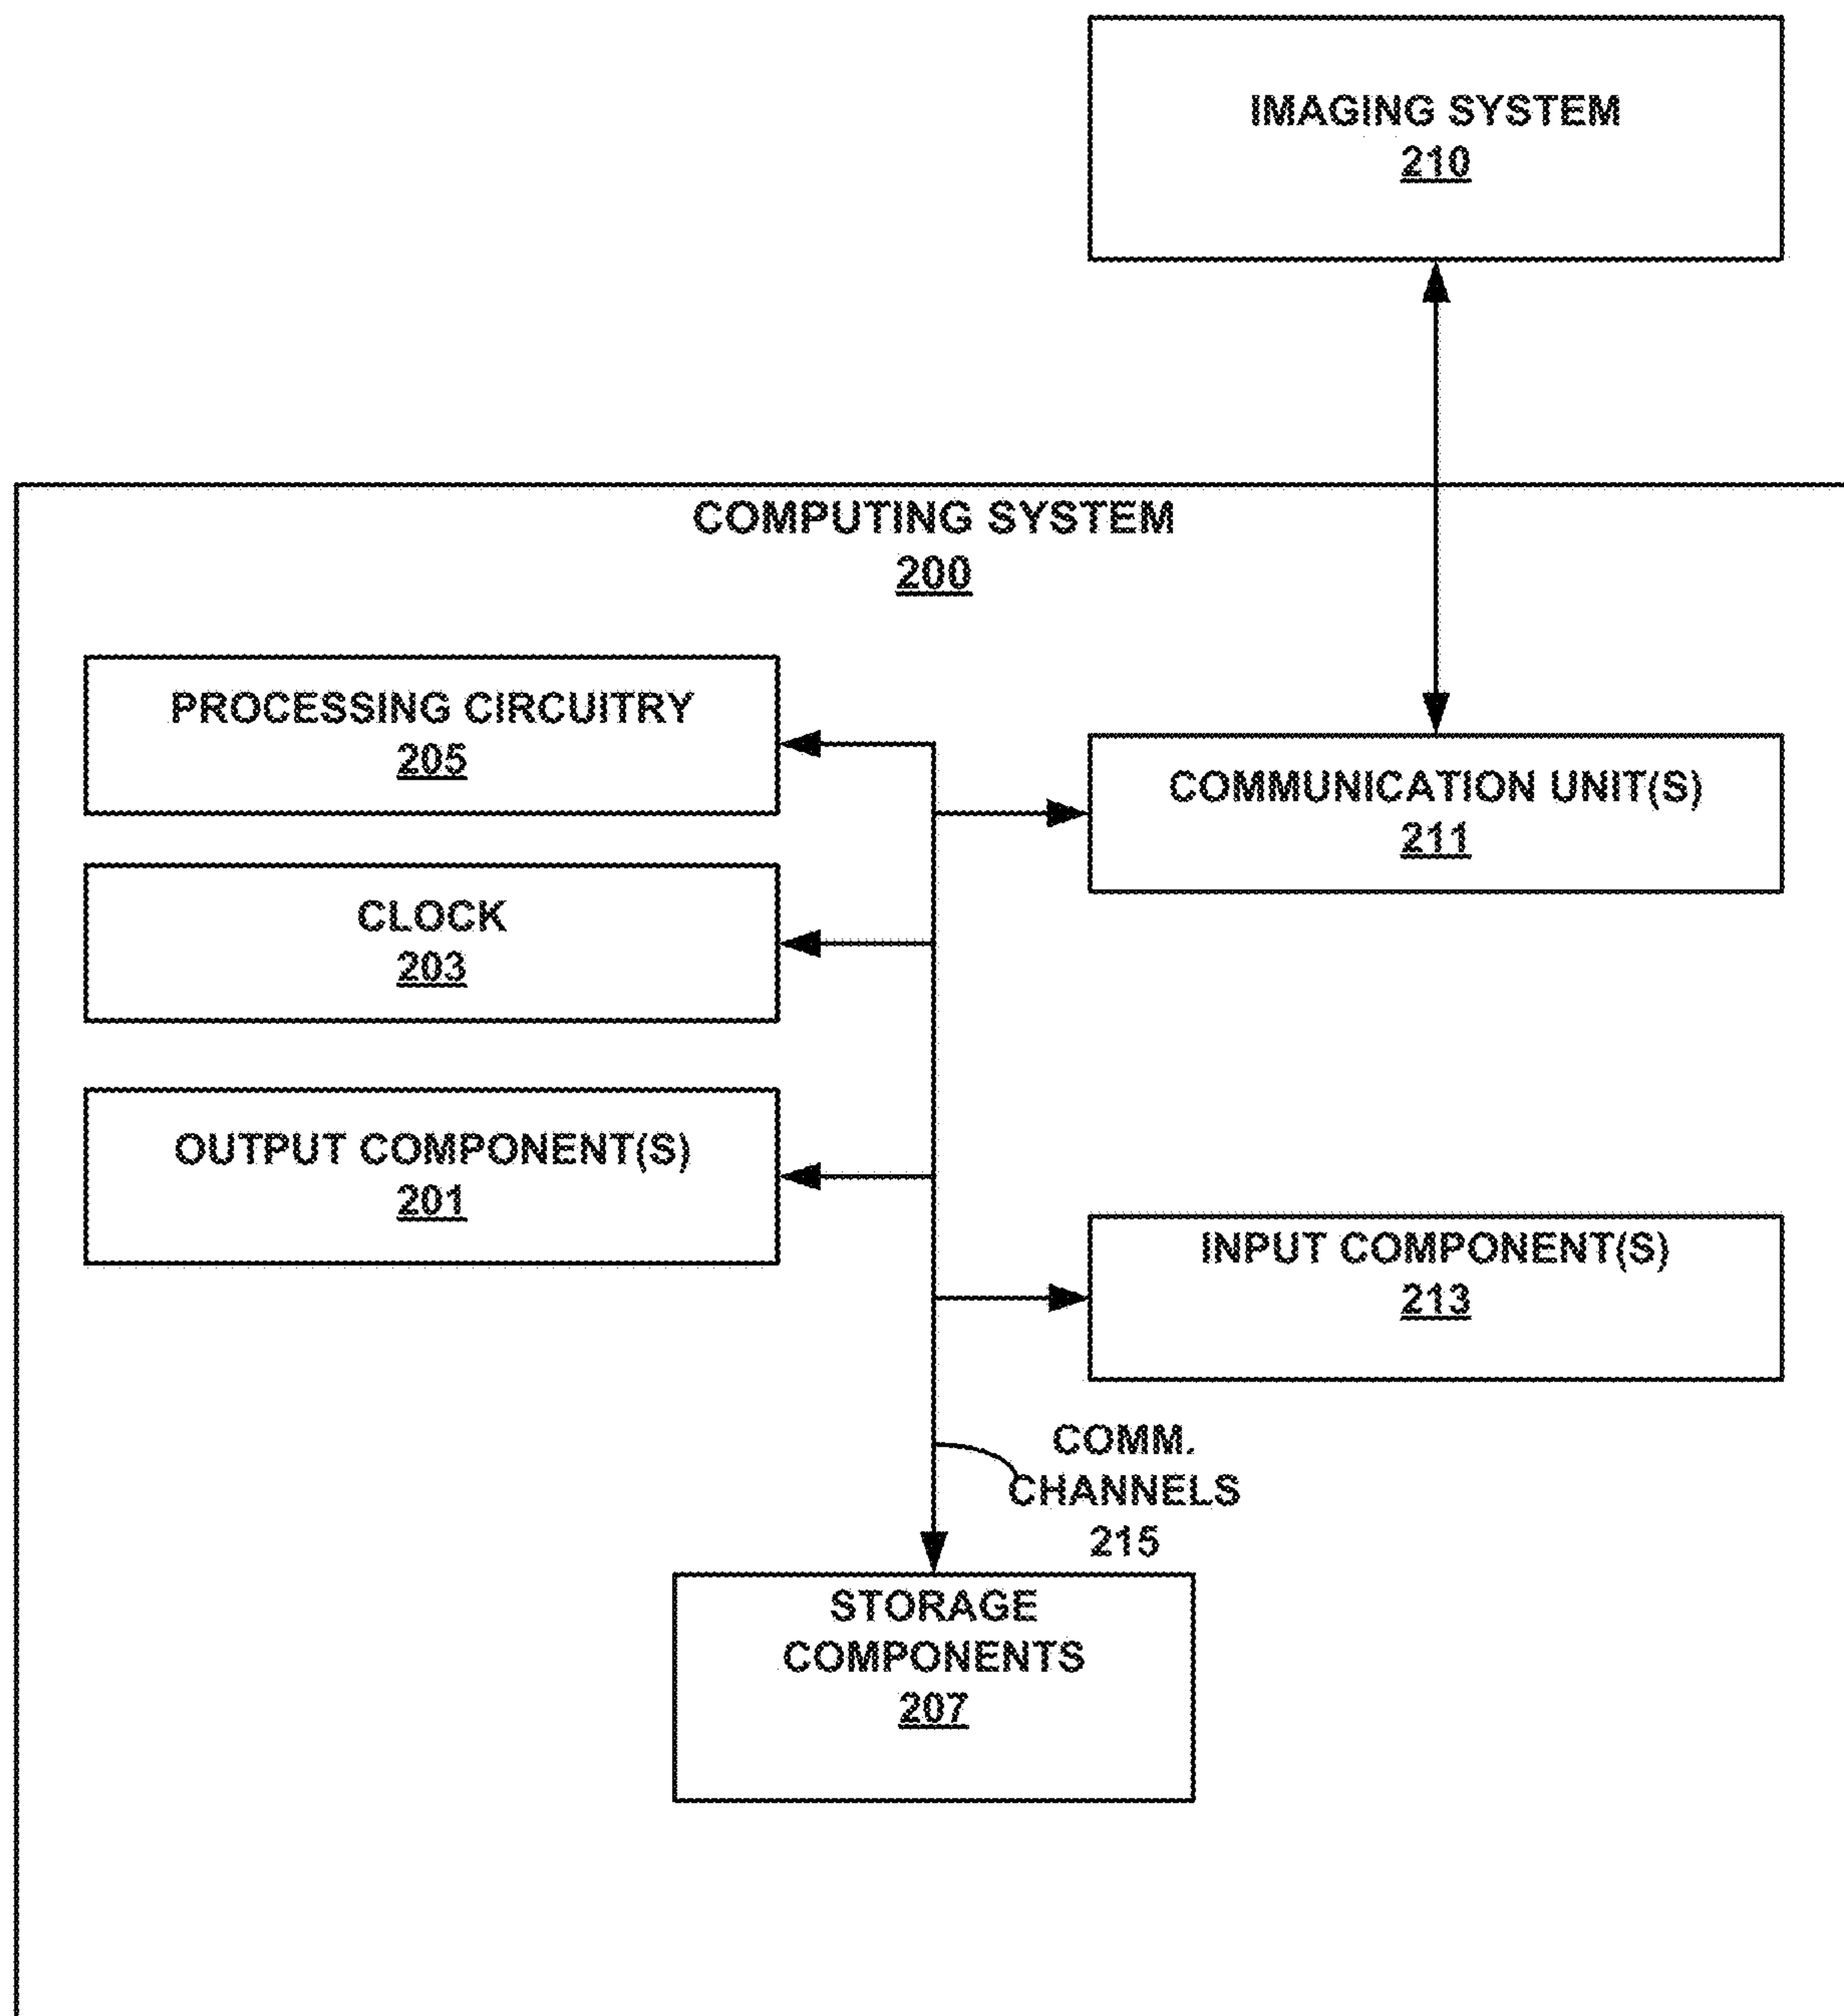 IMAGING SYSTEM
210
COMPUTING SYSTEM
200
PROCESSING CIRCUITRY
205
COMMUNICATION UNIT(S)
211
CLOCK
203
OUTPUT COMPONENT(S)
201
INPUT COMPONENT(S)
213
COMM.
CHANNELS
215
STORAGE
COMPONENTS
207